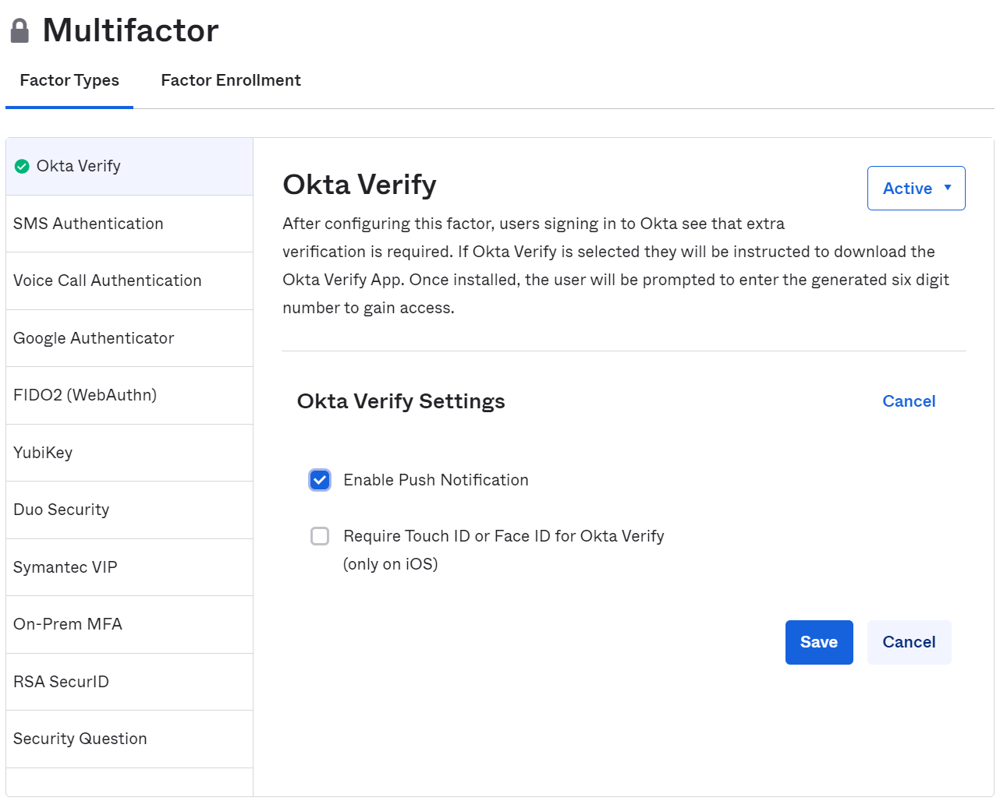 Multifactor
Factor Types
Factor Enrollment
Okta Verify
SMS Authentication
Voice Call Authentication
Google Authenticator
FIDO2 (WebAuthn)
YubiKey
Duo Security
Symantec VIP
On-Prem MFA
RSA SecurID
Security Question
Okta Verify
Active
After configuring this factor, users signing in to Okta see that extra
verification is required. If Okta Verify is selected they will be instructed to download the
Okta Verify App. Once installed, the user will be prompted to enter the generated six digit
number to gain access.
Okta Verify Settings
Cancel
Enable Push Notification
Require Touch ID or Face ID for Okta Verify
(only on iOS)
Save
Cancel